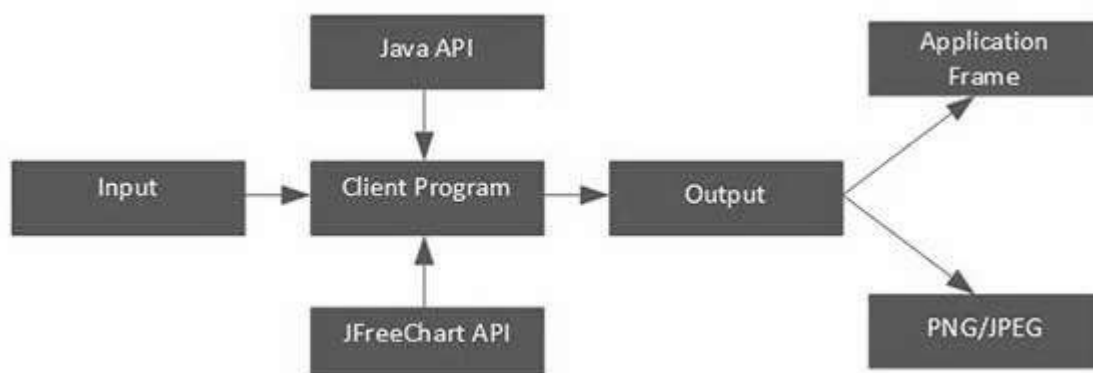 Java API
Application
Frame
Input
Client Program
Output
JFreeChart API
PNG/JPEG